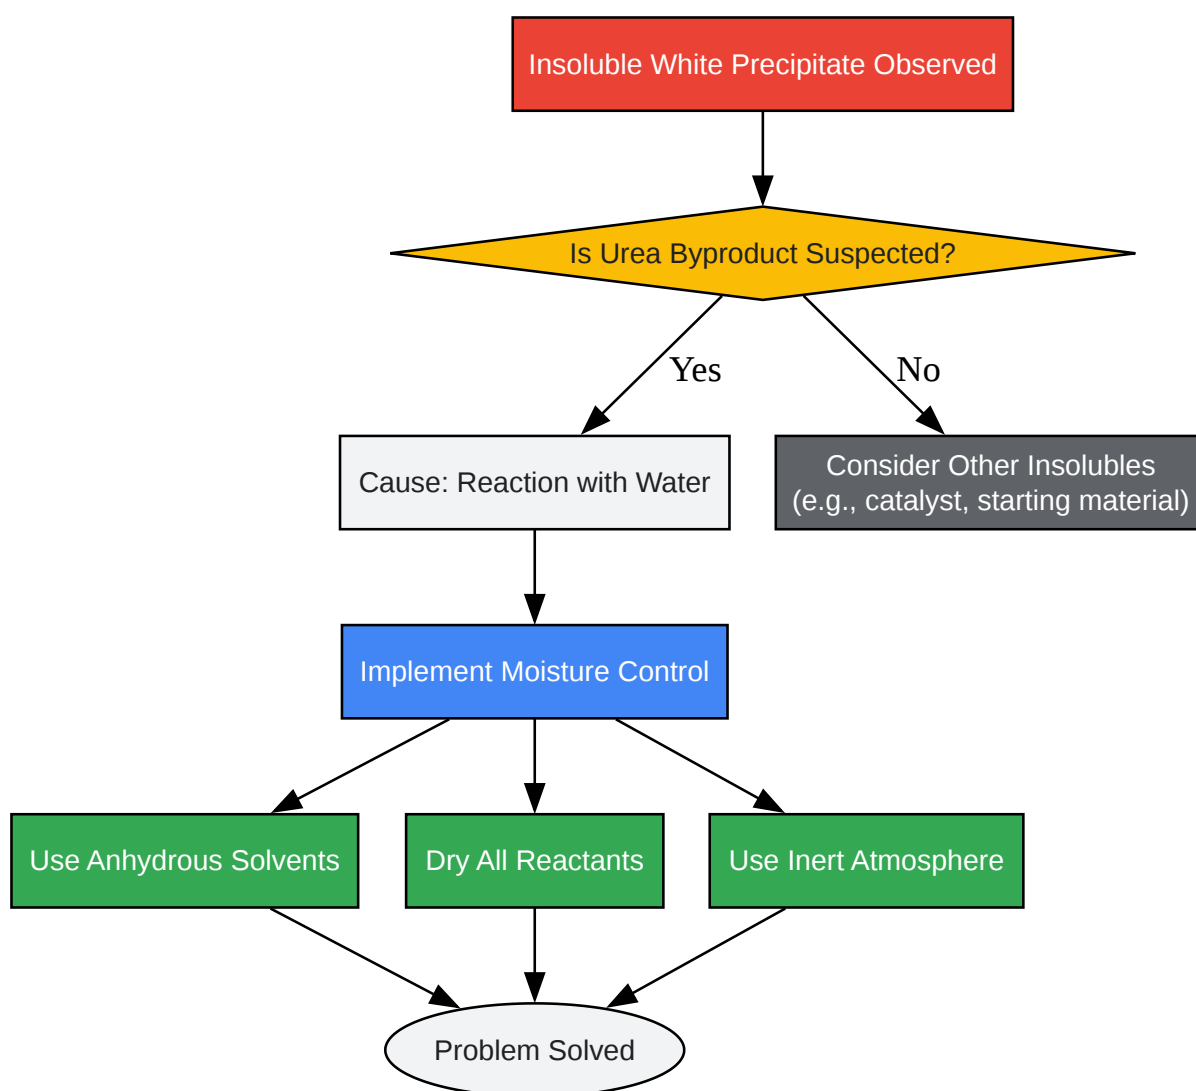 Insoluble White Precipitate Observed
Is Urea Byproduct Suspected?
Yes
No
Cause: Reaction with Water
Consider Other Insolubles
(e.g., catalyst, starting material)
Implement Moisture Control
Use Anhydrous Solvents
Dry All Reactants
Use Inert Atmosphere
Problem Solved